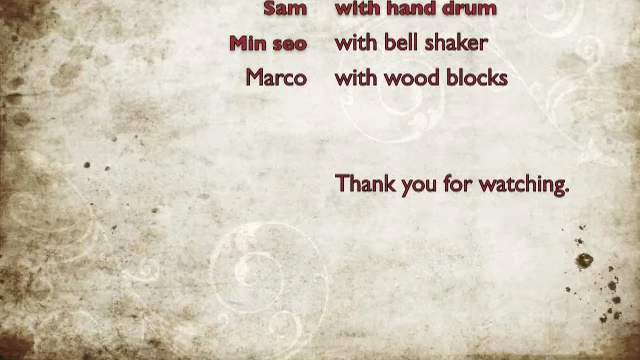 Sam with hand drum
Min seo with bell shaker
Marco with wood blocks
Thank you for watching.